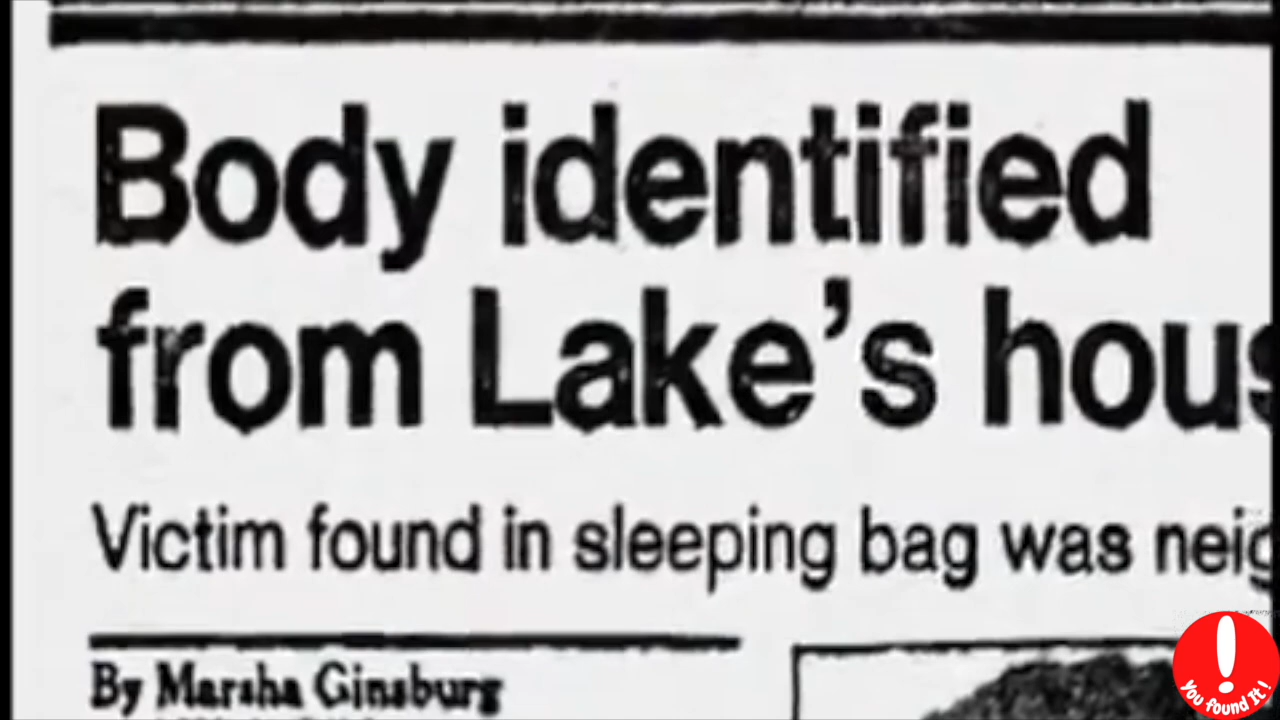 Body identified
from Lake's hous
Victim found in sleeping bag was neig
By Marsha Ginsburg
You found It!